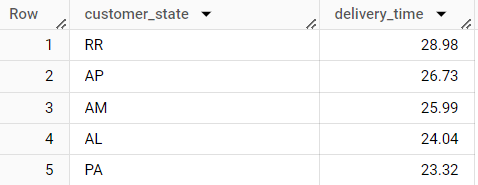 Row customer_state delivery_time
1 RR 28.98
2 AP 26.73
3 AM 25.99
4 AL 24.04
5 PA 23.32